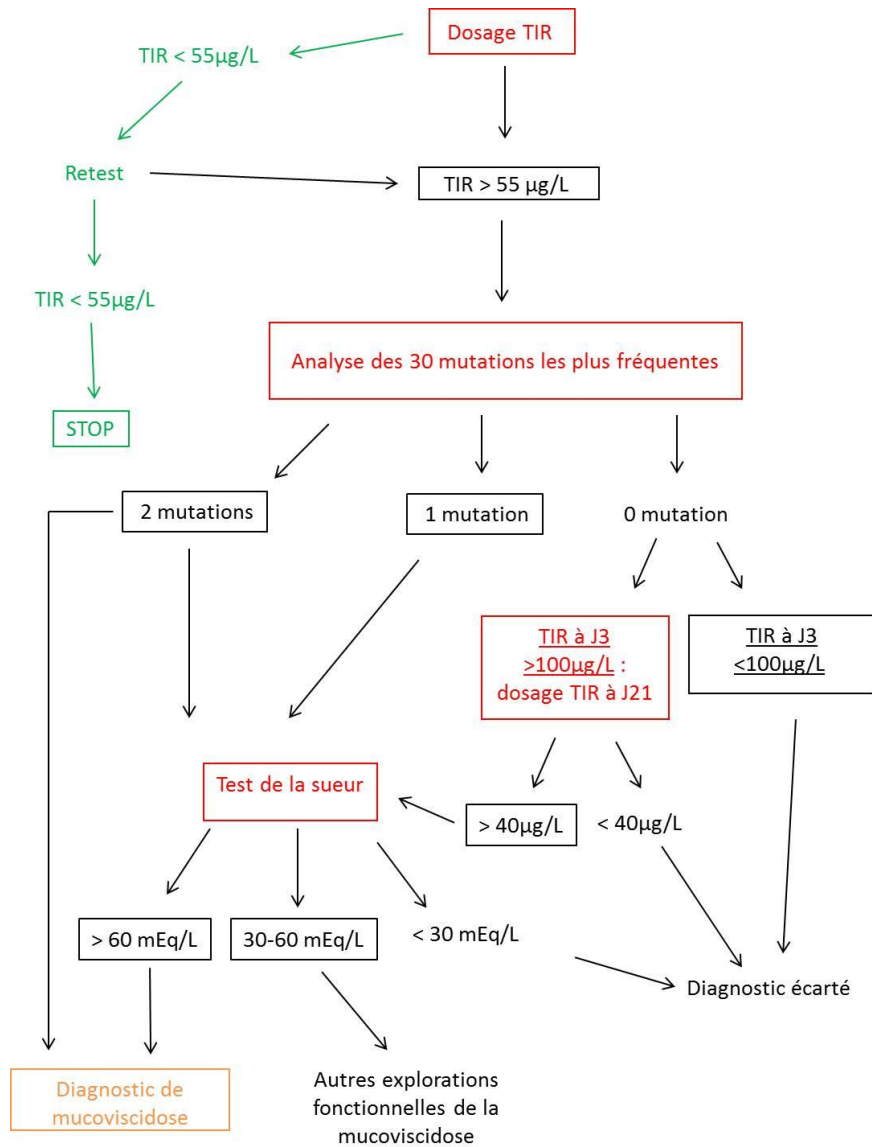 Dosage TIR
TIR < 55µg/L
Retest
TIR > 55 µg/L
TIR < 55µg/L
STOP
Analyse des 30 mutations les plus fréquentes
2 mutations
1 mutation
0 mutation
TIR à J3
>100µg/L :
dosage TIR à J21
TIR à J3
<100µg/L
Test de la sueur
> 40µg/L
< 40µg/L
> 60 mEq/L
30-60 mEq/L
< 30 mEq/L
Diagnostic écarté
Diagnostic de
mucoviscidose
Autres explorations
fonctionnelles de la
mucoviscidose